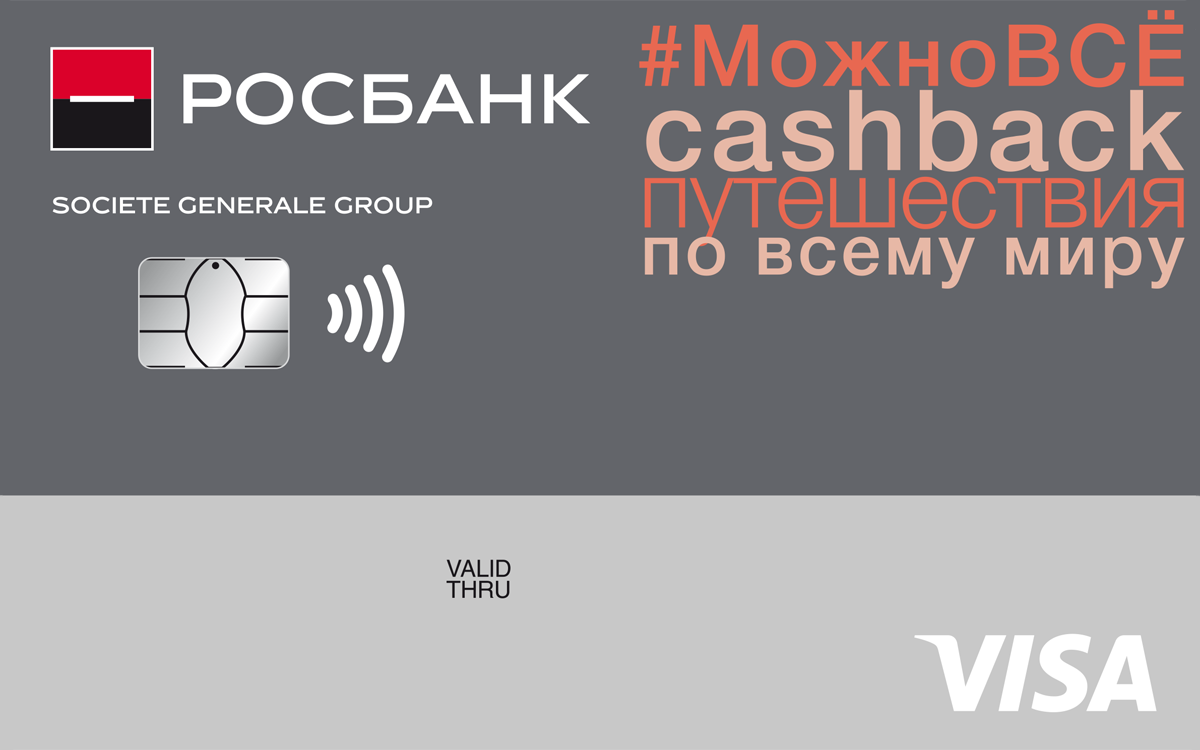 РОСБАНК
SOCIETE GENERALE GROUP
#МожноВСЁ
cashback
путешествия
по всему миру
VALID
THRU
VISA